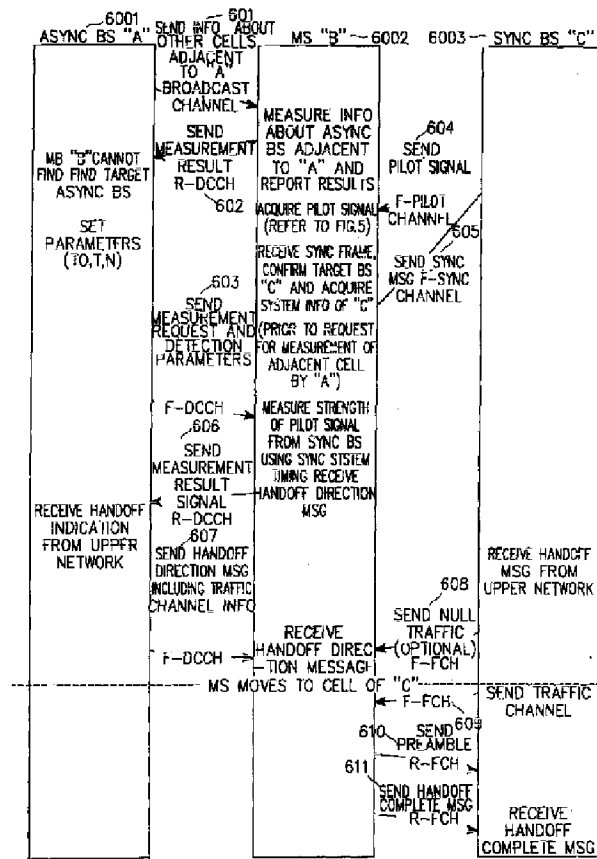 6001
ASYNC BS "A"
601
SEND INFO ABOUT
OTHER CELLS
ADJACENT
TO "A"
BROADCAST
CHANNEL
MS "B"
6002
6003
SYNC BS "C"
MEASURE INFO
ABOUT ASYNC
BS ADJACENT
TO "A" AND
REPORT RESULTS
SEND
MEASUREMENT
RESULT
R-DCCH
602
MB "B" CANNOT
FIND FIND TARGET
ASYNC BS
SET
PARAMETERS
(TO,T,N)
604
SEND
PILOT SIGNAL
F-PILOT
CHANNEL
ACQUIRE PILOT SIGNAL
(REFER TO FIG.5)
605
SEND SYNC
MSG F-SYNC
CHANNEL
RECEIVE SYNC FRAME,
CONFIRM TARGET BS
"C" AND ACQUIRE
SYSTEM INFO OF "C"
(PRIOR TO REQUEST
FOR MEASUREMENT OF
ADJACENT CELL
BY "A")
603
SEND
MEASUREMENT
REQUEST AND
DETECTION
PARAMETERS
F-DCCH
MEASURE STRENGTH
OF PILOT SIGNAL
FROM SYNC BS
USING SYNC SYSTEM
TIMING RECEIVE
HANDOFF DIRECTION
MSG
606
SEND
MEASUREMENT
RESULT
SIGNAL
R-DCCH
RECEIVE HANDOFF
INDICATION
FROM UPPER
NETWORK
607
SEND HANDOFF
DIRECTION MSG
INCLUDING TRAFFIC
CHANNEL INFO
F-DCCH
RECEIVE HANDOFF
MSG FROM
UPPER NETWORK
608
SEND NULL
TRAFFIC
(OPTIONAL)
F-FCH
RECEIVE
HANDOFF DIREC
-TION MESSAGE
MS MOVES TO CELL OF "C"
SEND TRAFFIC
CHANNEL
F-FCH
609
610
SEND
PREAMBLE
R-FCH
611
SEND HANDOFF
COMPLETE MSG
R-FCH
RECEIVE
HANDOFF
COMPLETE MSG